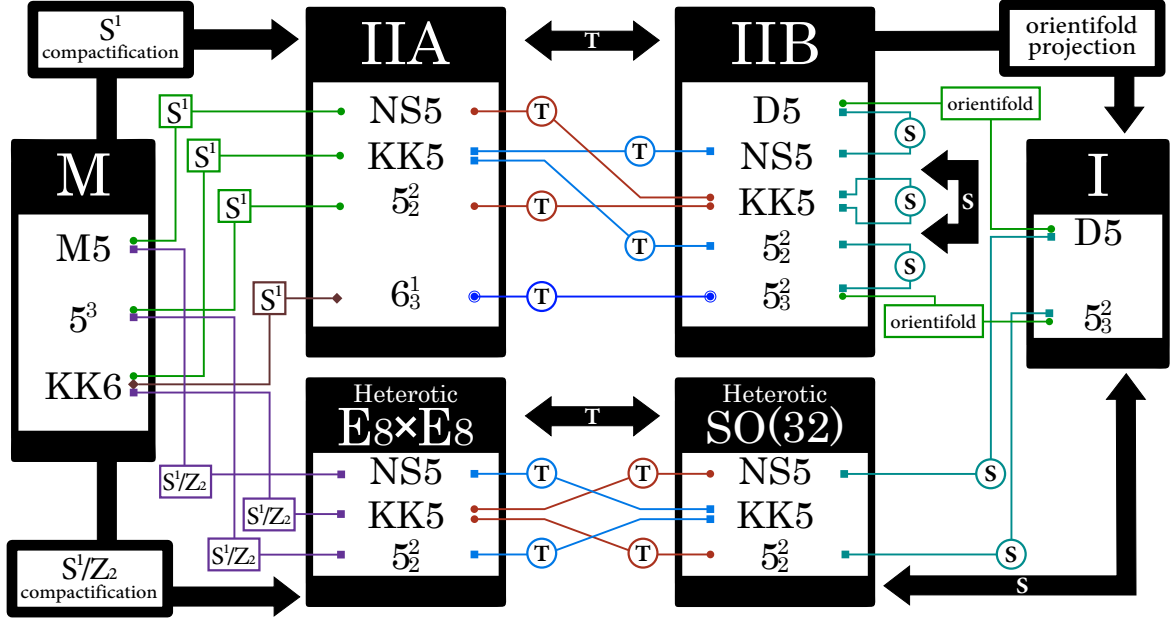 S¹
compactification
IIA
T
IIB
orientifold
projection
M
M5
5³
KK6
S¹
S¹
S¹
S¹
NS5
KK5
5²₂
6¹₃
T
T
T
T
T
D5
NS5
KK5
5²₂
5²₃
S
S
S
S
orientifold
orientifold
I
D5
5²₃
Heterotic
E8×E8
T
Heterotic
SO(32)
S¹/Z₂
S¹/Z₂
S¹/Z₂
NS5
KK5
5²₂
T
T
T
T
NS5
KK5
5²₂
S
S
S¹/Z₂
compactification
S